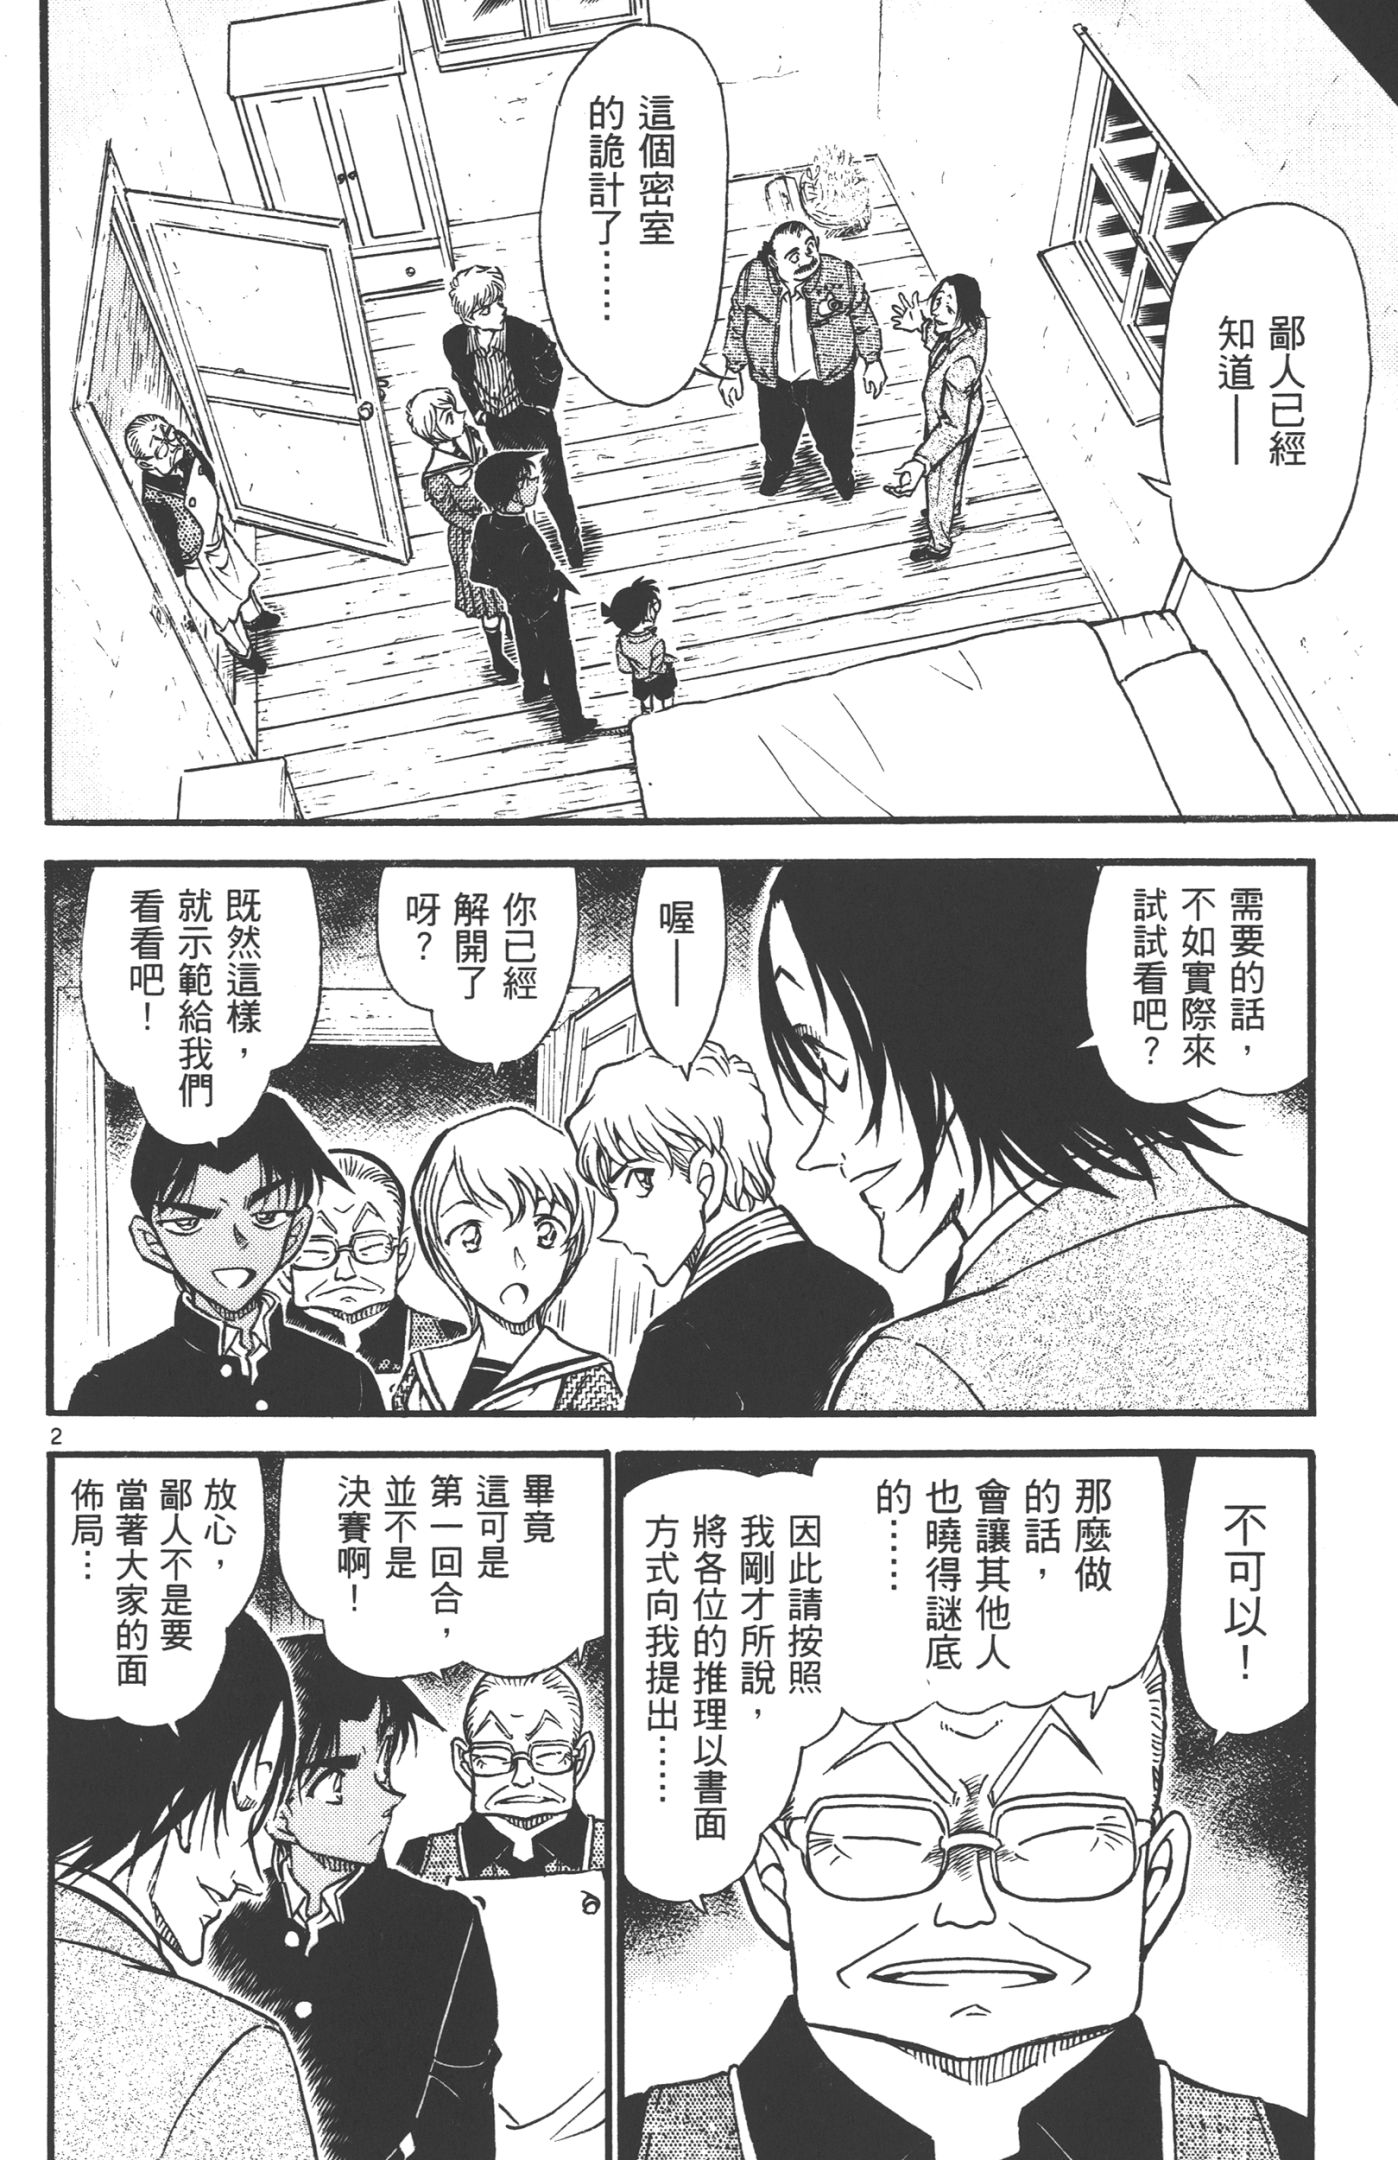 鄙人已經
知道——
這個密室
的詭計了……
需要的話，
不如實際來
試試看吧？
喔——
你已經
解開了
呀？
既然這樣，
就示範給我們
看看吧！
2
不可以！
那麼做
的話，
會讓其他人
也曉得謎底
的……
因此請按照
我剛才所說，
將各位的推理以書面
方式向我提出……
畢竟
這可是
第一回合，
並不是
決賽啊！
放心，
鄙人不是要
當著大家的面
佈局…